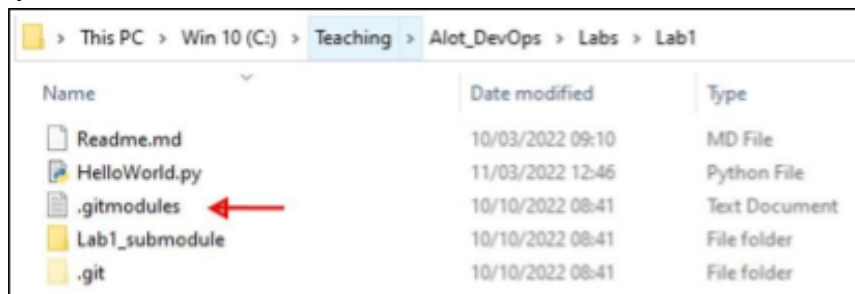 This PC > Win 10 (C:) > Teaching > Alot_DevOps > Labs > Lab1
Name Date modified Type
Readme.md 10/03/2022 09:10 MD File
HelloWorld.py 11/03/2022 12:46 Python File
.gitmodules 10/10/2022 08:41 Text Document
Lab1_submodule 10/10/2022 08:41 File folder
.git 10/10/2022 08:41 File folder